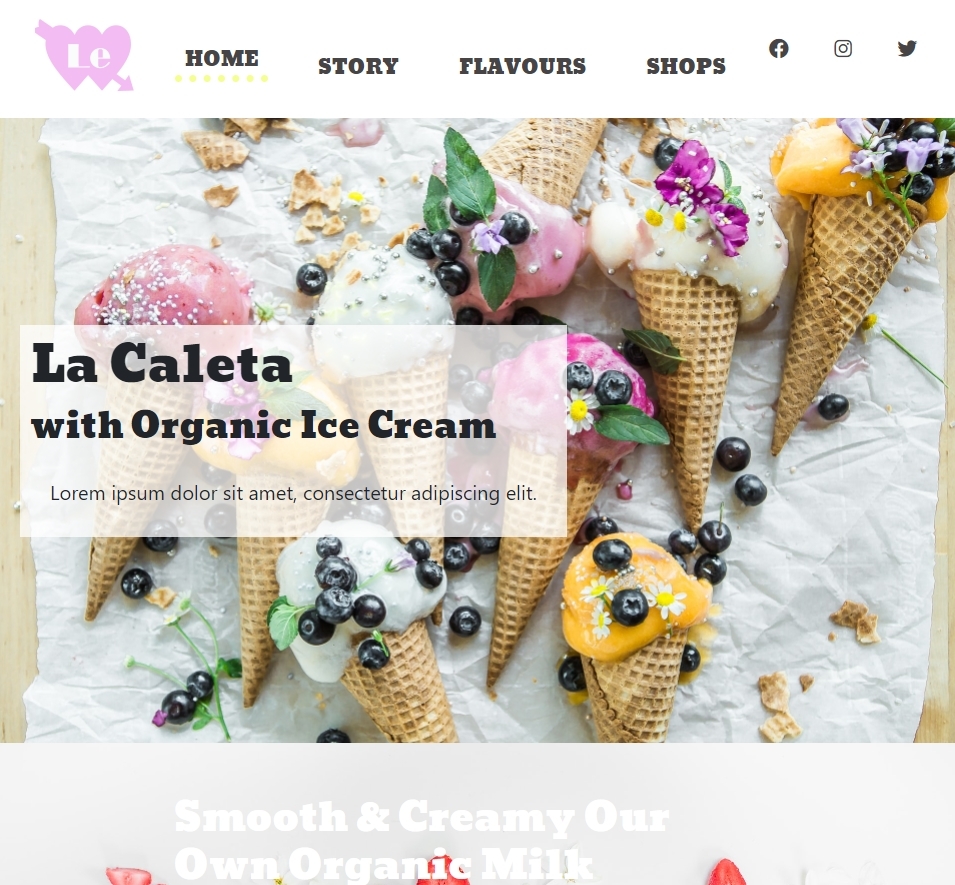 Le
HOME
STORY
FLAVOURS
SHOPS
La Caleta
with Organic Ice Cream
Lorem ipsum dolor sit amet, consectetur adipiscing elit.
Smooth & Creamy Our
Own Organic Milk